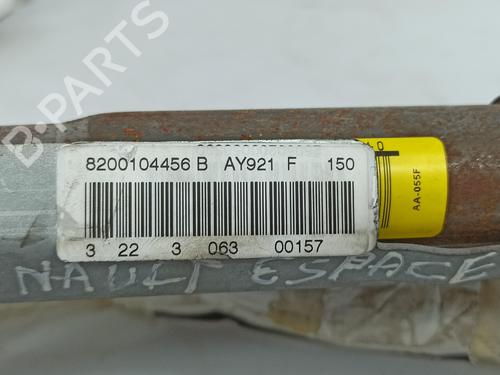 B-PARTS
8200104456 B AY921 F 150
3 22 3 063 00157
AA-055F
NAULT ESPACE